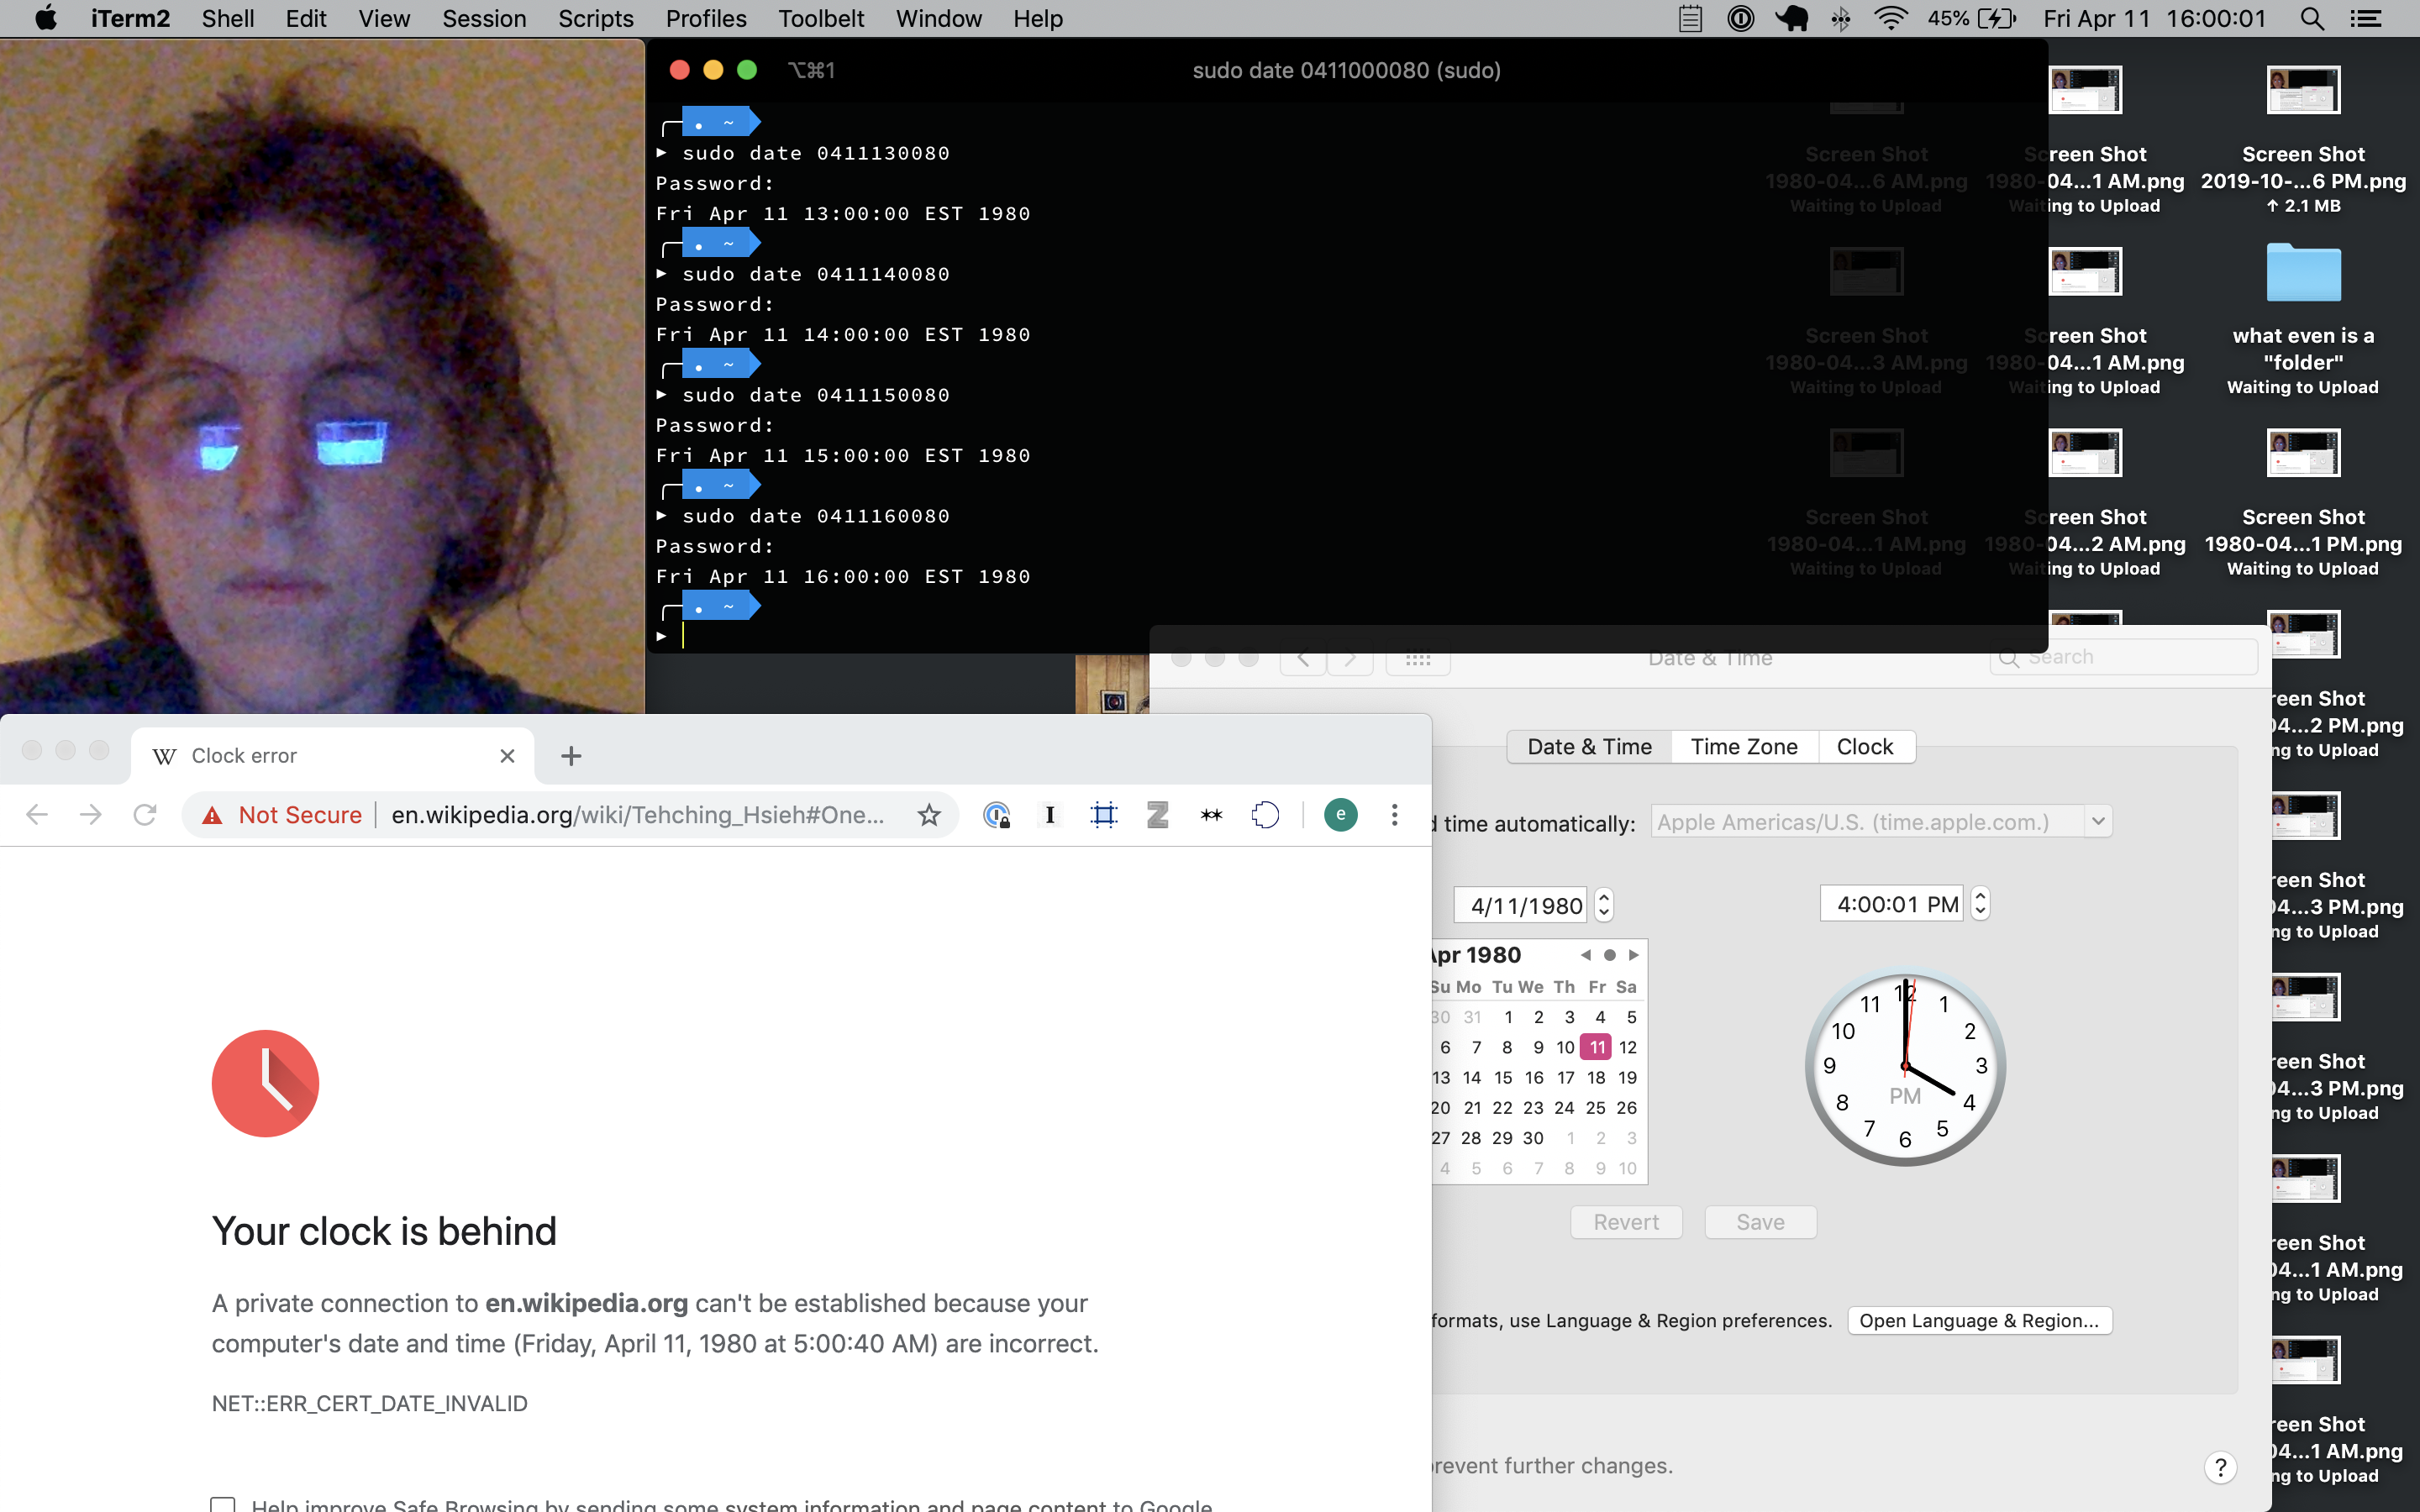 iTerm2 Shell Edit View Session Scripts Profiles Toolbelt Window Help 45% Fri Apr 11 16:00:01
⌥⌘1 sudo date 0411000080 (sudo)
. ~
▸ sudo date 0411130080
Password:
Fri Apr 11 13:00:00 EST 1980
. ~
▸ sudo date 0411140080
Password:
Fri Apr 11 14:00:00 EST 1980
. ~
▸ sudo date 0411150080
Password:
Fri Apr 11 15:00:00 EST 1980
. ~
▸ sudo date 0411160080
Password:
Fri Apr 11 16:00:00 EST 1980
. ~
▸
Screen Shot
1980-04...6 AM.png
Waiting to Upload
Screen Shot
1980-04...1 AM.png
Waiting to Upload
Screen Shot
2019-10-...6 PM.png
↑ 2.1 MB
Screen Shot
1980-04...3 AM.png
Waiting to Upload
Screen Shot
1980-04...1 AM.png
Waiting to Upload
what even is a
"folder"
Waiting to Upload
Screen Shot
1980-04...1 AM.png
Waiting to Upload
Screen Shot
1980-04...2 AM.png
Waiting to Upload
Screen Shot
1980-04...1 PM.png
Waiting to Upload
reen Shot
04...2 PM.png
ng to Upload
reen Shot
04...3 PM.png
ng to Upload
reen Shot
04...3 PM.png
ng to Upload
reen Shot
04...1 AM.png
ng to Upload
reen Shot
04...1 AM.png
ng to Upload
Date & Time Search
Date & Time Time Zone Clock
d time automatically: Apple Americas/U.S. (time.apple.com.)
4/11/1980 4:00:01 PM
Apr 1980
Su Mo Tu We Th Fr Sa
30 31 1 2 3 4 5
6 7 8 9 10 11 12
13 14 15 16 17 18 19
20 21 22 23 24 25 26
27 28 29 30 1 2 3
4 5 6 7 8 9 10
12 1 2 3 4 5 6 7 8 9 10 11
PM
Revert Save
formats, use Language & Region preferences. Open Language & Region...
revent further changes. ?
W Clock error
Not Secure | en.wikipedia.org/wiki/Tehching_Hsieh#One... I Z ** e
Your clock is behind
A private connection to en.wikipedia.org can't be established because your
computer's date and time (Friday, April 11, 1980 at 5:00:40 AM) are incorrect.
NET::ERR_CERT_DATE_INVALID
Help improve Safe Browsing by sending some system information and page content to Google